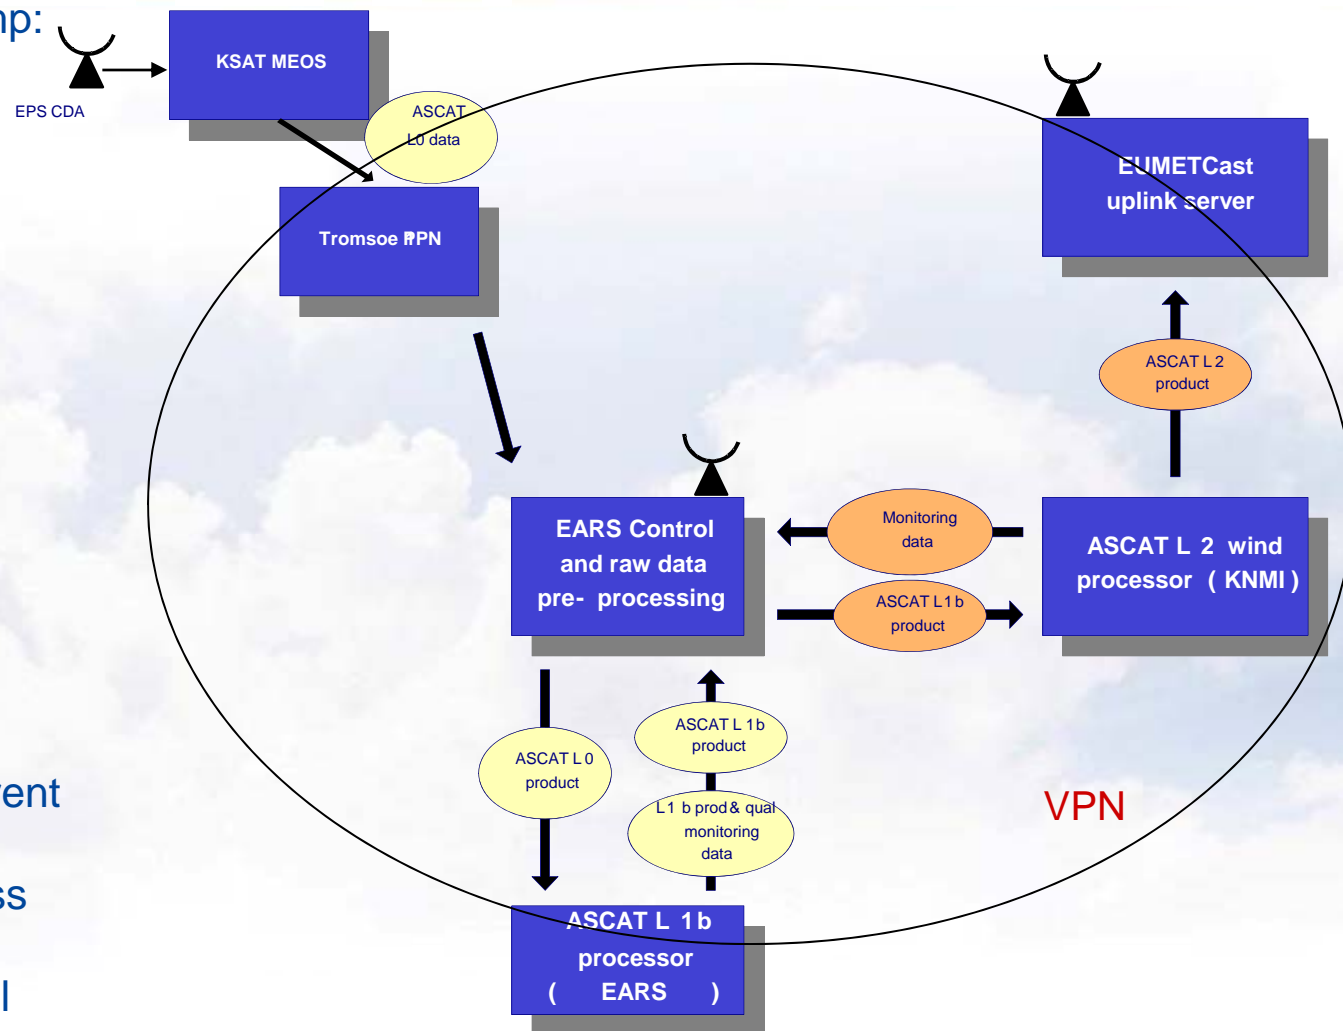 np:
EPS CDA
KSAT MEOS
ASCAT
L0 data
Tromsoe PPN
EUMETCast
uplink server
ASCAT L 2
product
EARS Control
and raw data
pre- processing
Monitoring
data
ASCAT L 1 b
product
ASCAT L 2 wind
processor ( KNMI )
ASCAT L 0
product
ASCAT L 1b
product
L1 b prod & qual
monitoring
data
VPN
ent
ss
l
ASCAT L 1b
processor
( EARS )